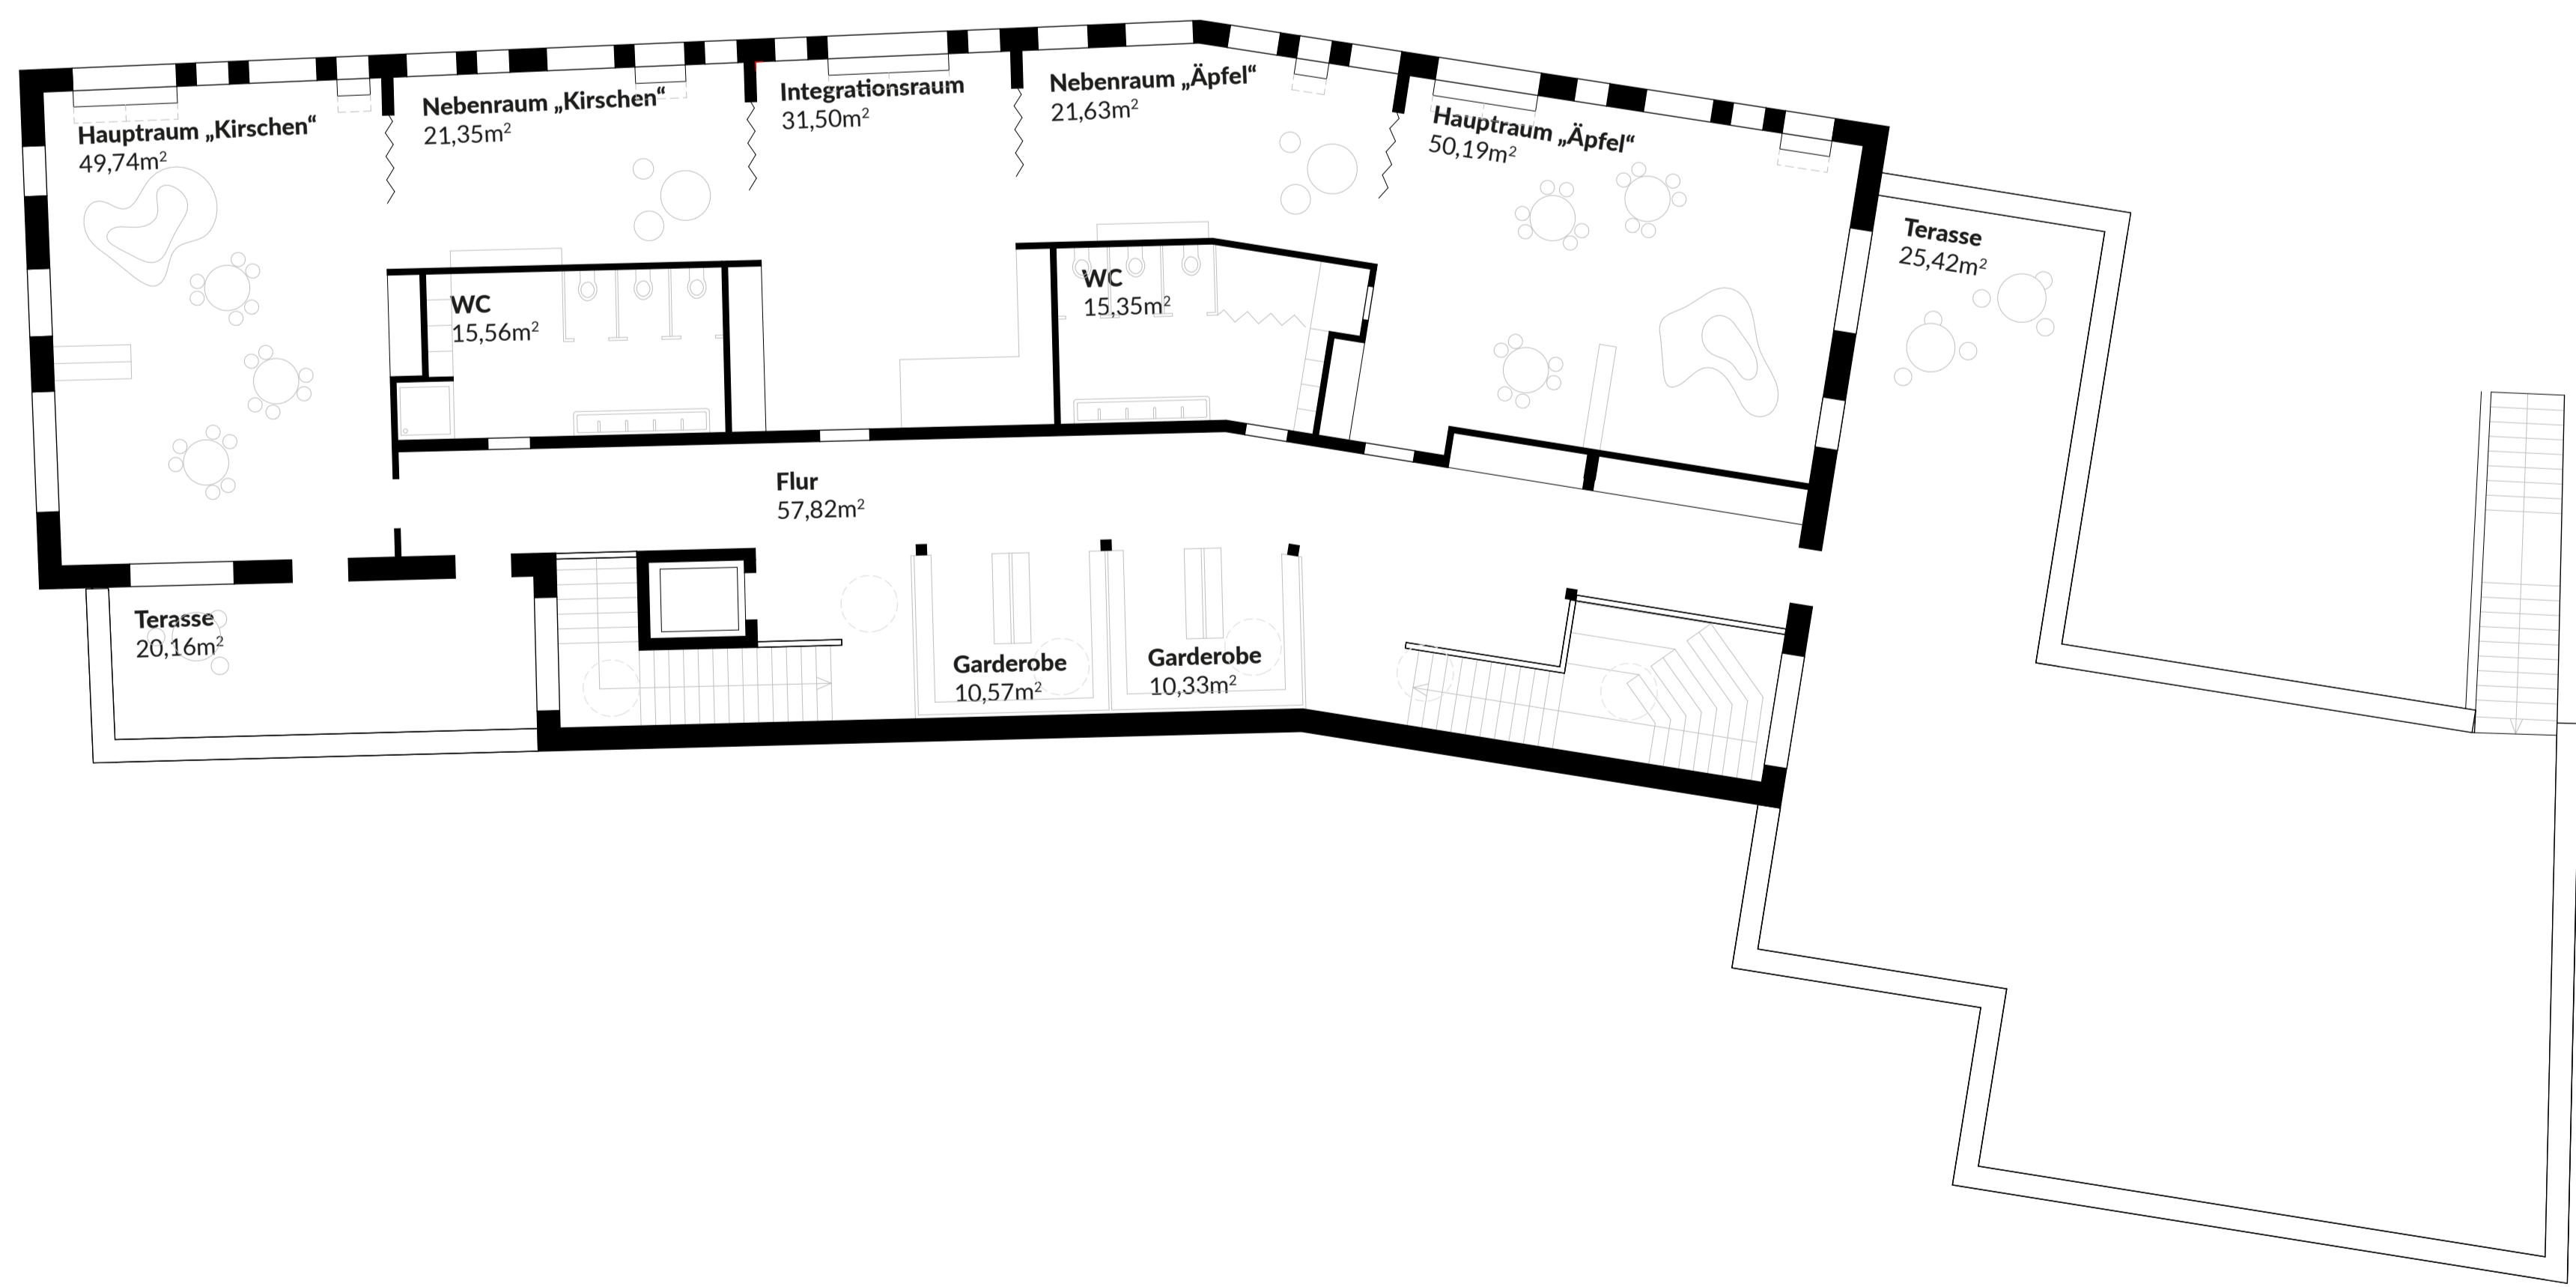 Hauptraum „Kirschen“
49,74m²
Nebenraum „Kirschen“
21,35m²
Integrationsraum
31,50m²
Nebenraum „Äpfel“
21,63m²
Hauptraum „Äpfel“
50,19m²
Terasse
25,42m²
WC
15,56m²
WC
15,35m²
Flur
57,82m²
Terasse
20,16m²
Garderobe
10,57m²
Garderobe
10,33m²